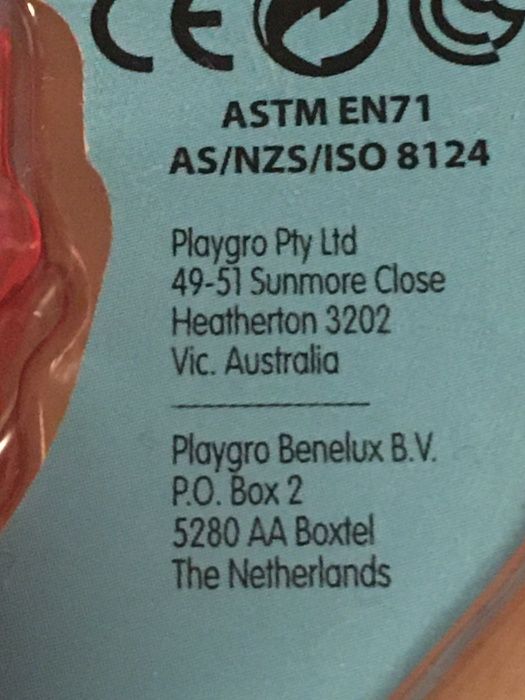 CE
ASTM EN71
AS/NZS/ISO 8124
Playgro Pty Ltd
49-51 Sunmore Close
Heatherton 3202
Vic. Australia
Playgro Benelux B.V.
P.O. Box 2
5280 AA Boxtel
The Netherlands